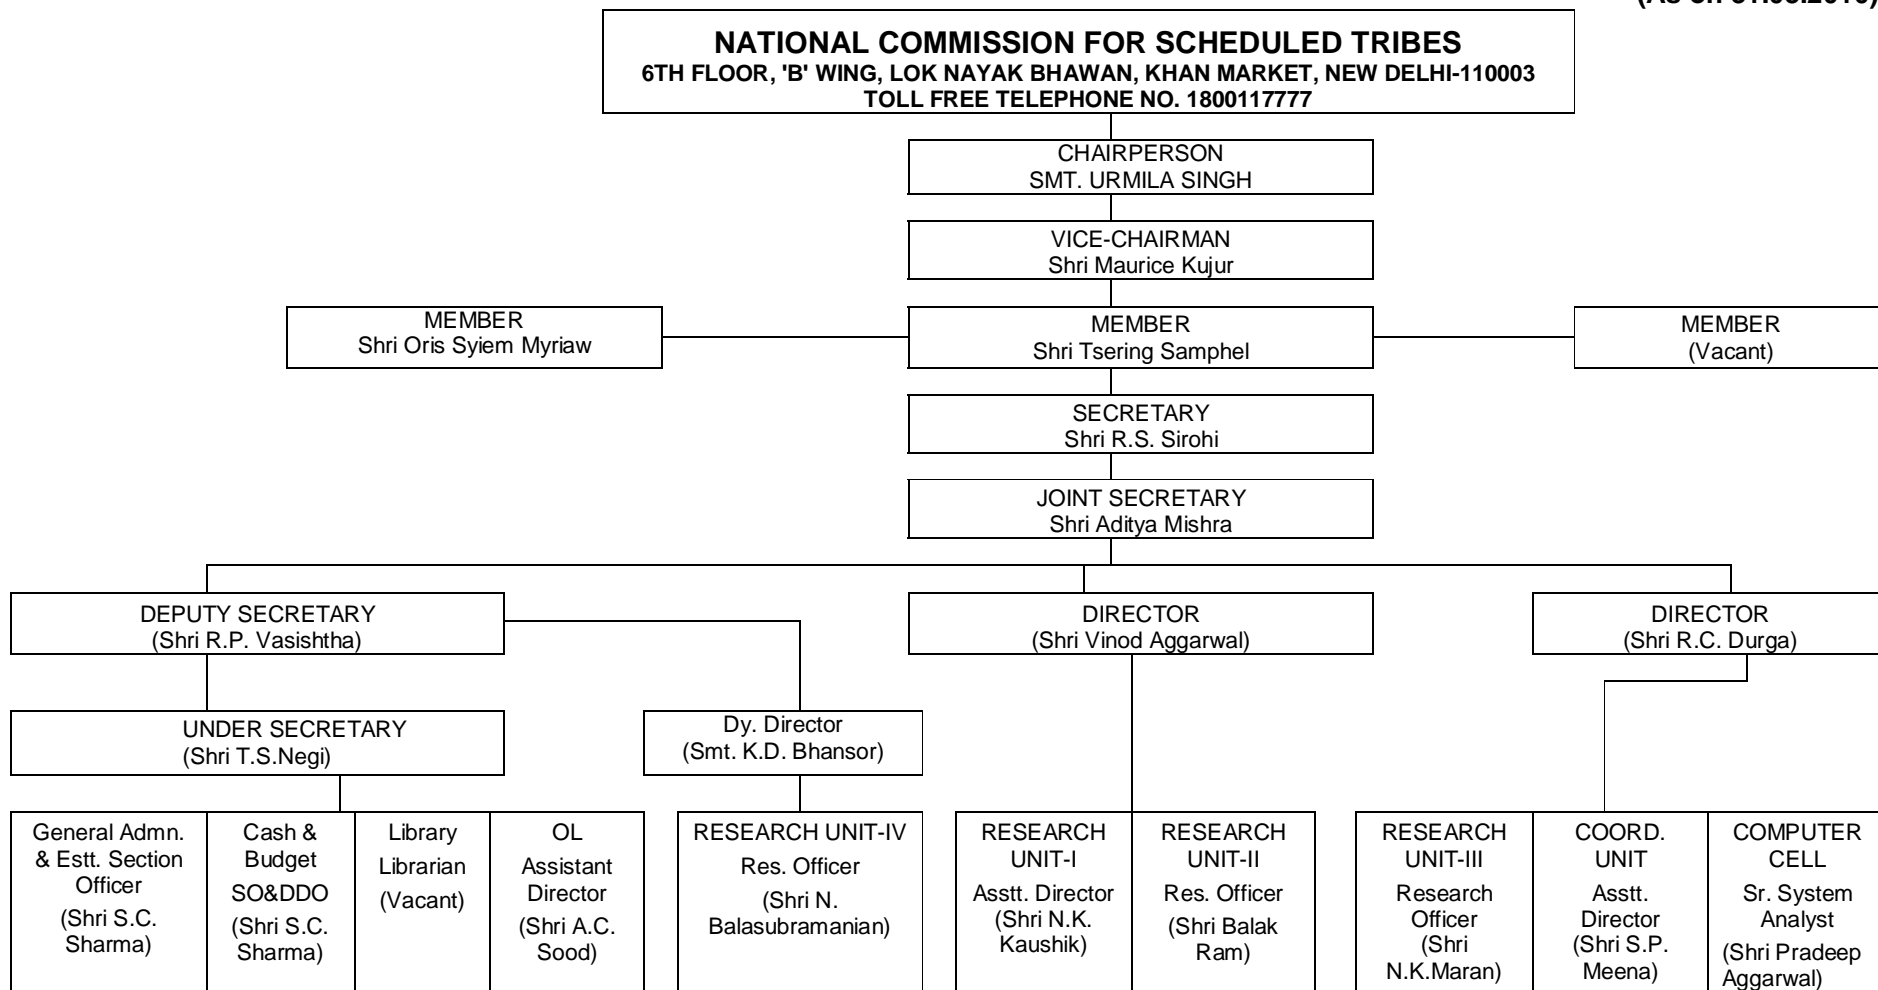 NATIONAL COMMISSION FOR SCHEDULED TRIBES
6TH FLOOR, 'B' WING, LOK NAYAK BHAWAN, KHAN MARKET, NEW DELHI-110003
TOLL FREE TELEPHONE NO. 1800117777
CHAIRPERSON
SMT. URMILA SINGH
VICE-CHAIRMAN
Shri Maurice Kujur
MEMBER
Shri Oris Syiem Myriaw
MEMBER
Shri Tsering Samphel
MEMBER
(Vacant)
SECRETARY
Shri R.S. Sirohi
JOINT SECRETARY
Shri Aditya Mishra
DEPUTY SECRETARY
(Shri R.P. Vasishtha)
DIRECTOR
(Shri Vinod Aggarwal)
DIRECTOR
(Shri R.C. Durga)
UNDER SECRETARY
(Shri T.S.Negi)
Dy. Director
(Smt. K.D. Bhansor)
General Admn.
& Estt. Section
Officer
(Shri S.C.
Sharma)
Cash &
Budget
SO&DDO
(Shri S.C.
Sharma)
Library
Librarian
(Vacant)
OL
Assistant
Director
(Shri A.C.
Sood)
RESEARCH UNIT-IV
Res. Officer
(Shri N.
Balasubramanian)
RESEARCH
UNIT-I
Asstt. Director
(Shri N.K.
Kaushik)
RESEARCH
UNIT-II
Res. Officer
(Shri Balak
Ram)
RESEARCH
UNIT-III
Research
Officer
(Shri
N.K.Maran)
COORD.
UNIT
Asstt.
Director
(Shri S.P.
Meena)
COMPUTER
CELL
Sr. System
Analyst
(Shri Pradeep
Aggarwal)